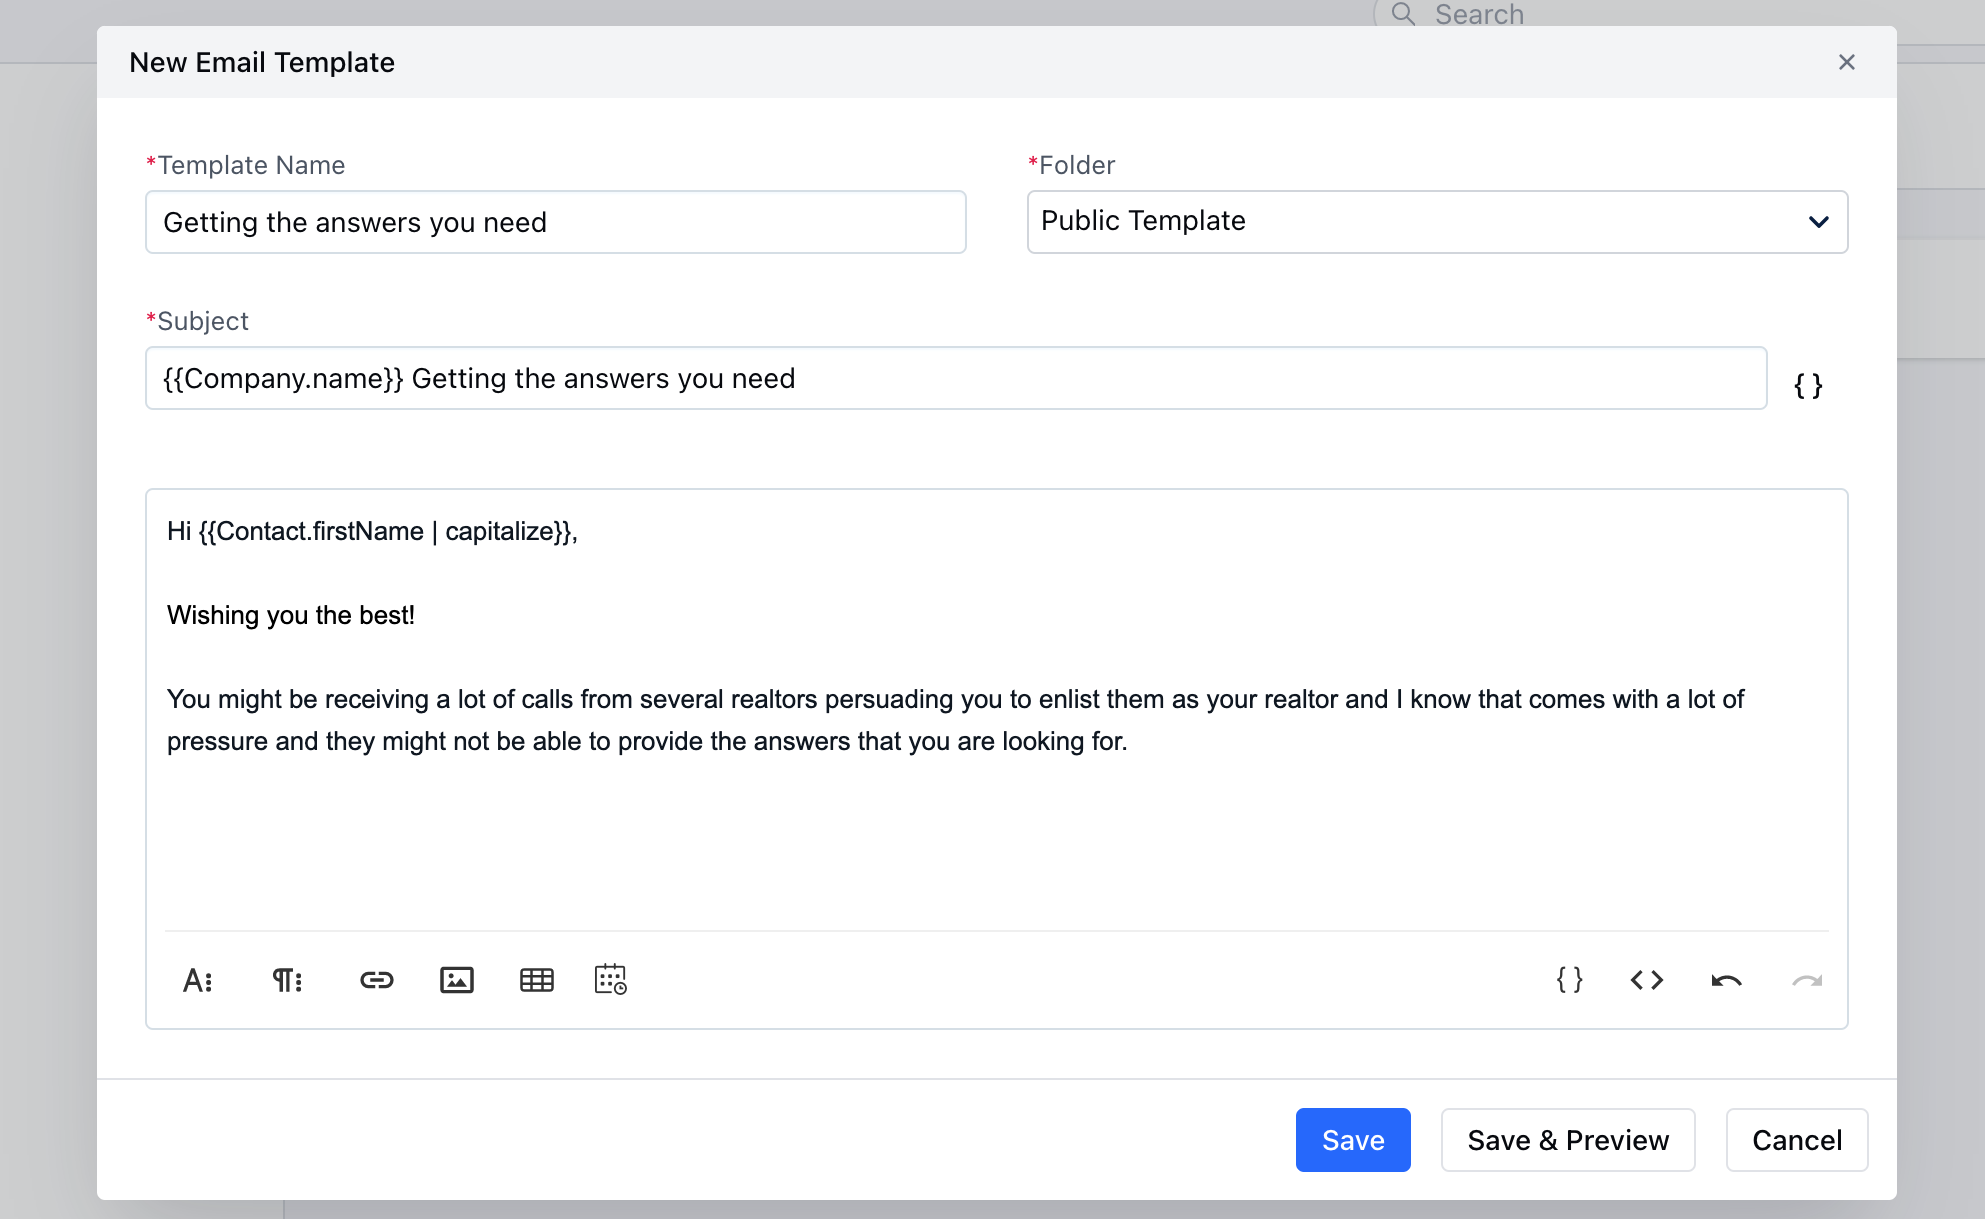 Search
New Email Template
*Template Name
*Folder
Getting the answers you need
Public Template
*Subject
{{Company.name}} Getting the answers you need
{ }
Hi {{Contact.firstName | capitalize}},
Wishing you the best!
You might be receiving a lot of calls from several realtors persuading you to enlist them as your realtor and I know that comes with a lot of
pressure and they might not be able to provide the answers that you are looking for.
Save
Save & Preview
Cancel